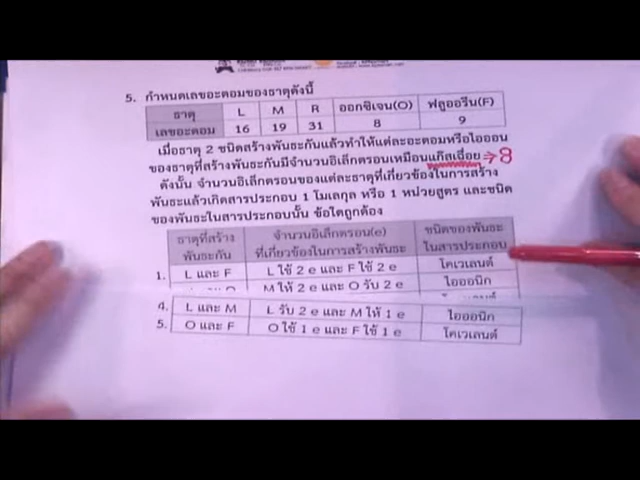 5. กำหนดเลขอะตอมของธาตุดังนี้
ธาตุ L M R ออกซิเจน(O) ฟลูออรีน(F)
เลขอะตอม 16 19 31 8 9
เมื่อธาตุ 2 ชนิดสร้างพันธะกันแล้วทำให้แต่ละอะตอมหรือไอออน
ของธาตุที่สร้างพันธะกันมีจำนวนอิเล็กตรอนเหมือนแก๊สเฉื่อย → 8
ดังนั้น จำนวนอิเล็กตรอนของแต่ละธาตุที่เกี่ยวข้องในการสร้าง
พันธะแล้วเกิดสารประกอบ 1 โมเลกุล หรือ 1 หน่วยสูตร และชนิด
ของพันธะในสารประกอบนั้น ข้อใดถูกต้อง
ธาตุที่สร้างพันธะกัน จำนวนอิเล็กตรอน(e) ที่เกี่ยวข้องในการสร้างพันธะ ชนิดของพันธะในสารประกอบ
1. L และ F L ใช้ 2 e และ F ใช้ 2 e โคเวเลนต์
M ให้ 2 e และ O รับ 2 e ไอออนิก
4. L และ M L รับ 2 e และ M ให้ 1 e ไอออนิก
5. O และ F O ใช้ 1 e และ F ใช้ 1 e โคเวเลนต์